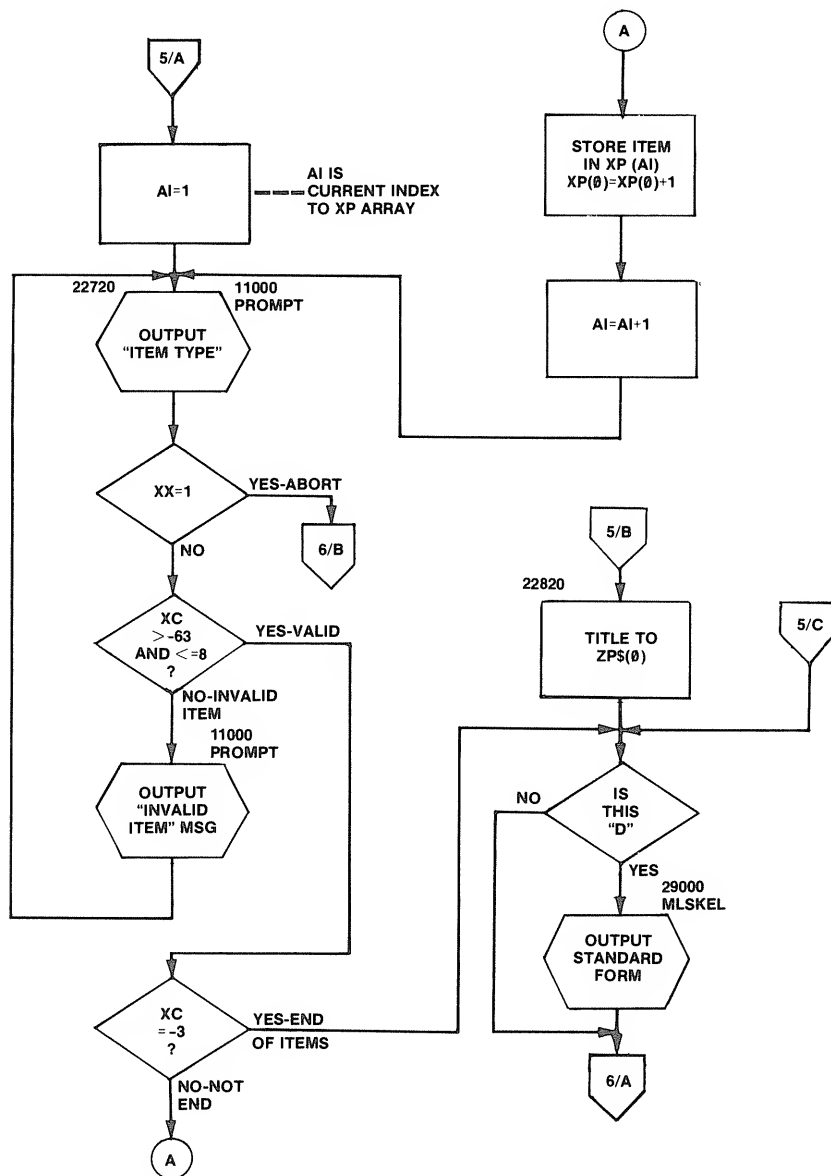 5/A
AI=1
AI IS
CURRENT INDEX
TO XP ARRAY
22720
11000
PROMPT
OUTPUT
“ITEM TYPE”
XX=1
YES-ABORT
6/B
NO
XC
>-63
AND <=8
?
YES-VALID
NO-INVALID
ITEM
11000
PROMPT
OUTPUT
“INVALID
ITEM” MSG
XC
=-3
?
YES-END
OF ITEMS
NO-NOT
END
A
A
STORE ITEM
IN XP (AI)
XP(0)=XP(0)+1
AI=AI+1
5/B
22820
TITLE TO
ZP$(0)
5/C
NO
IS
THIS
“D”
YES
29000
MLSKEL
OUTPUT
STANDARD
FORM
6/A